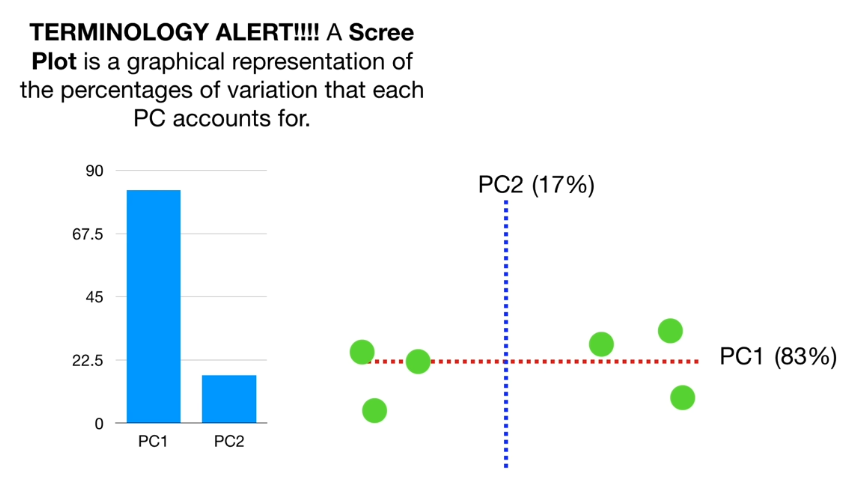 TERMINOLOGY ALERT!!!! A Scree
Plot is a graphical representation of
the percentages of variation that each
PC accounts for.
90
67.5
45
22.5
0
PC1
PC2
PC2 (17%)
PC1 (83%)